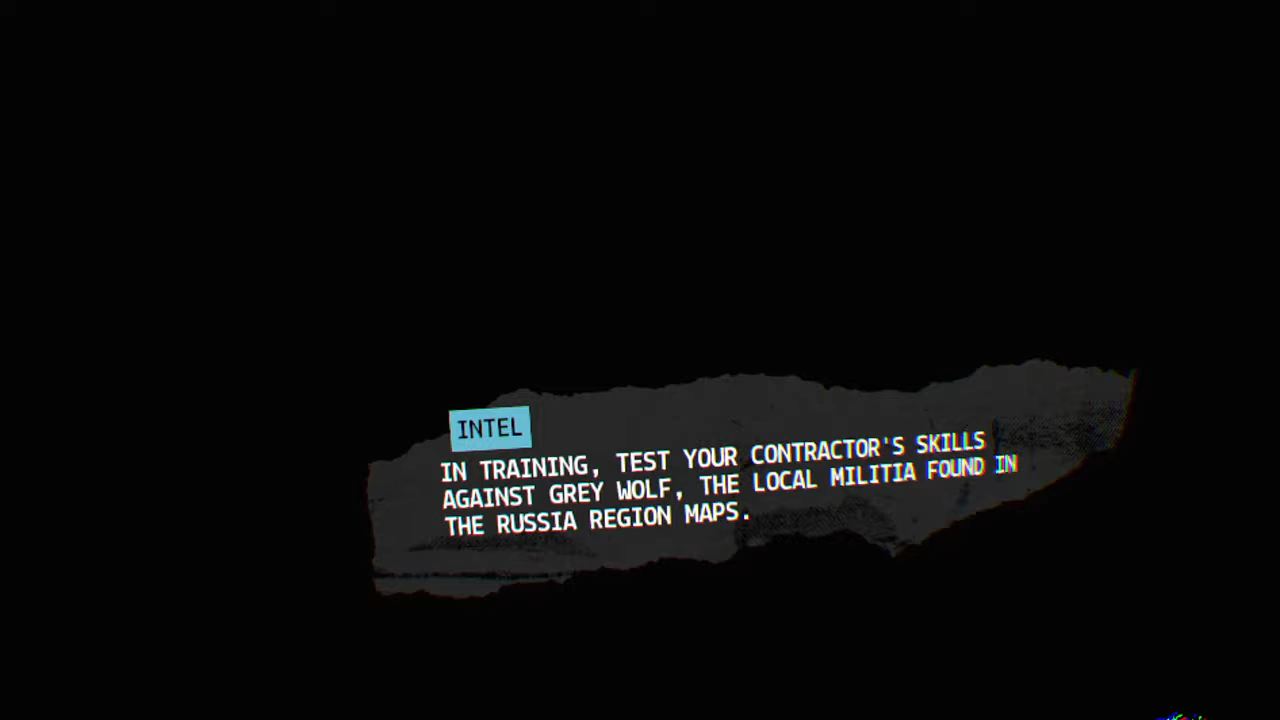 INTEL
IN TRAINING, TEST YOUR CONTRACTOR'S SKILLS
AGAINST GREY WOLF, THE LOCAL MILITIA FOUND IN
THE RUSSIA REGION MAPS.